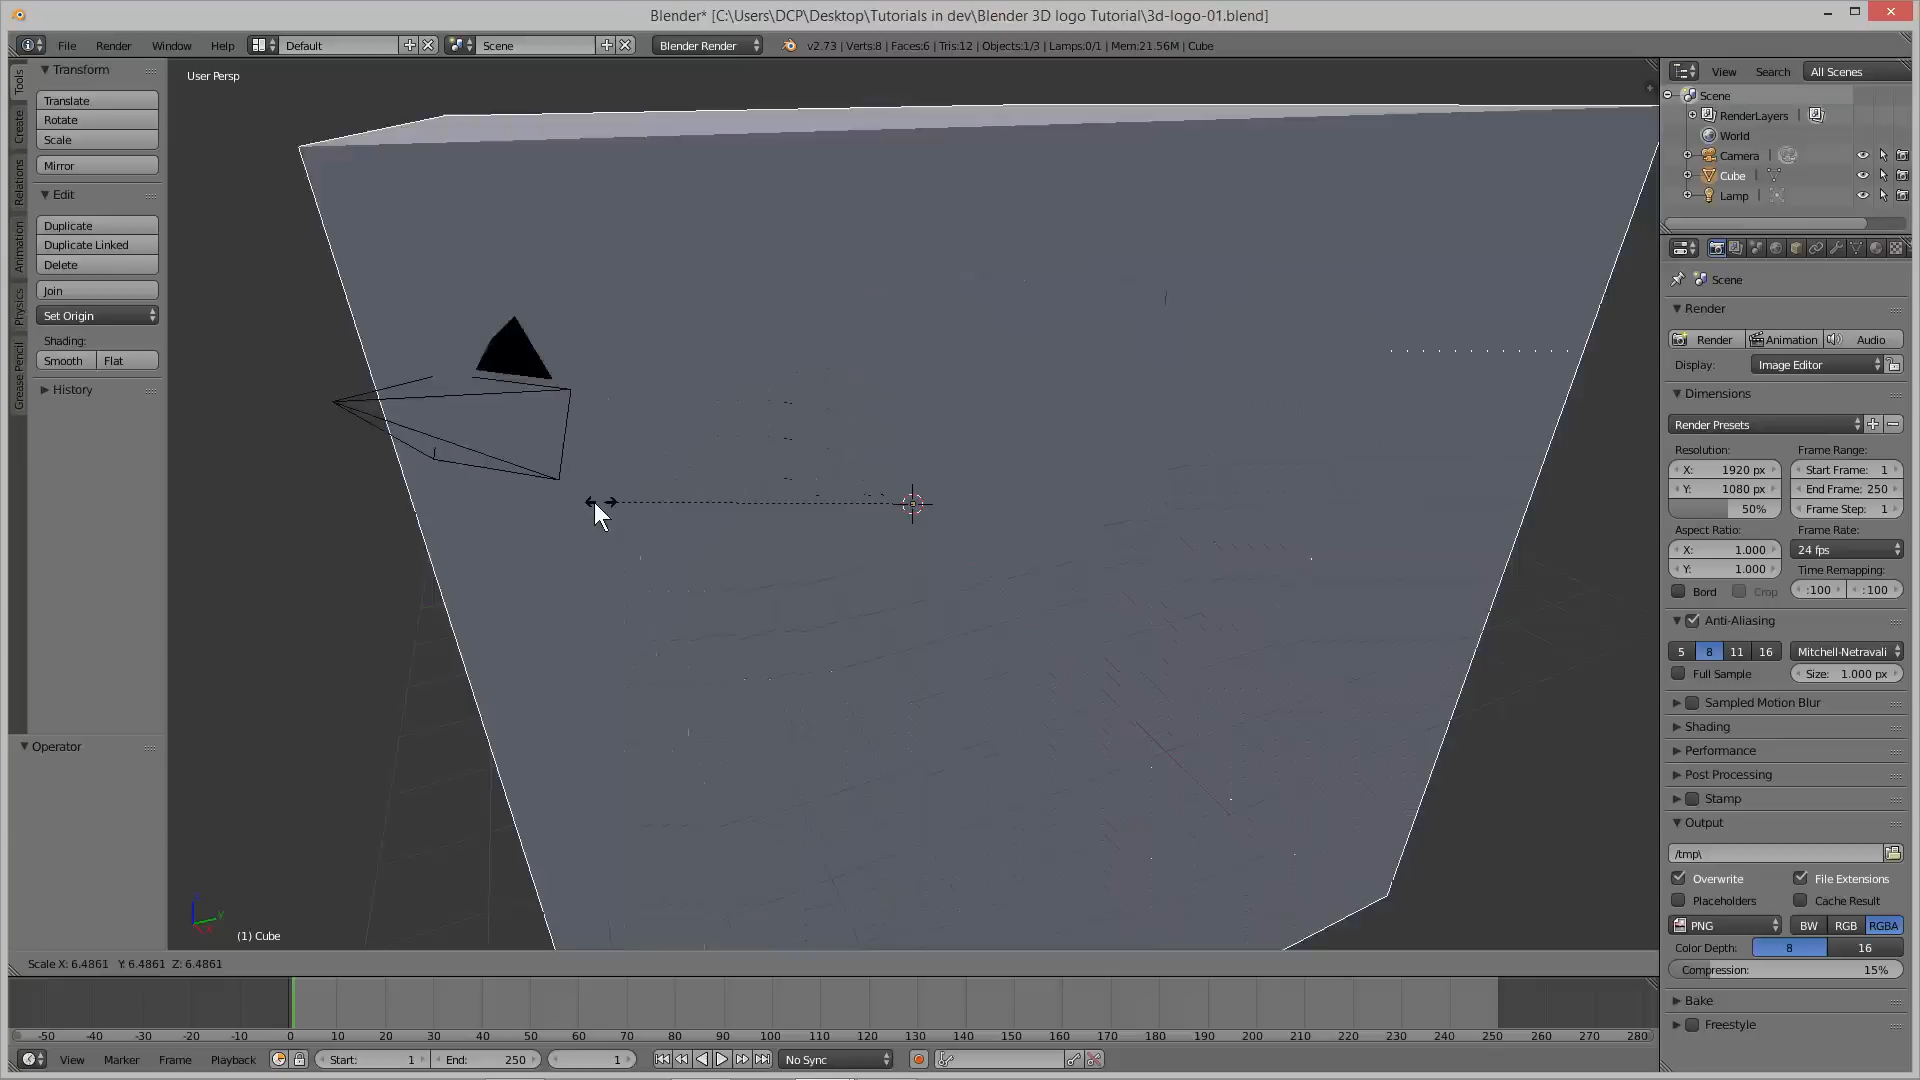 Blender* [C:\Users\DCP\Desktop\Tutorials in dev\Blender 3D logo Tutorial\3d-logo-01.blend]
File Render Window Help Default Scene Blender Render v2.73 | Verts:8 | Faces:6 | Tris:12 | Objects:1/3 | Lamps:0/1 | Mem:21.56M | Cube
Tools
Create
Relations
Animation
Physics
Grease Pencil
Transform
Translate
Rotate
Scale
Mirror
Edit
Duplicate
Duplicate Linked
Delete
Join
Set Origin
Shading:
Smooth Flat
History
Operator
User Persp
(1) Cube
Scale X: 6.4861 Y: 6.4861 Z: 6.4861
View Search All Scenes
Scene
RenderLayers
World
Camera
Cube
Lamp
Scene
Render
Render Animation Audio
Display: Image Editor
Dimensions
Render Presets
Resolution: Frame Range:
X: 1920 px Start Frame: 1
Y: 1080 px End Frame: 250
50% Frame Step: 1
Aspect Ratio: Frame Rate:
X: 1.000 24 fps
Y: 1.000 Time Remapping:
Bord Crop :100 :100
Anti-Aliasing
5 8 11 16 Mitchell-Netravali
Full Sample Size: 1.000 px
Sampled Motion Blur
Shading
Performance
Post Processing
Stamp
Output
/tmp\
Overwrite File Extensions
Placeholders Cache Result
PNG BW RGB RGBA
Color Depth: 8 16
Compression: 15%
Bake
Freestyle
-50 -40 -30 -20 -10 0 10 20 30 40 50 60 70 80 90 100 110 120 130 140 150 160 170 180 190 200 210 220 230 240 250 260 270 280
View Marker Frame Playback Start: 1 End: 250 1 No Sync